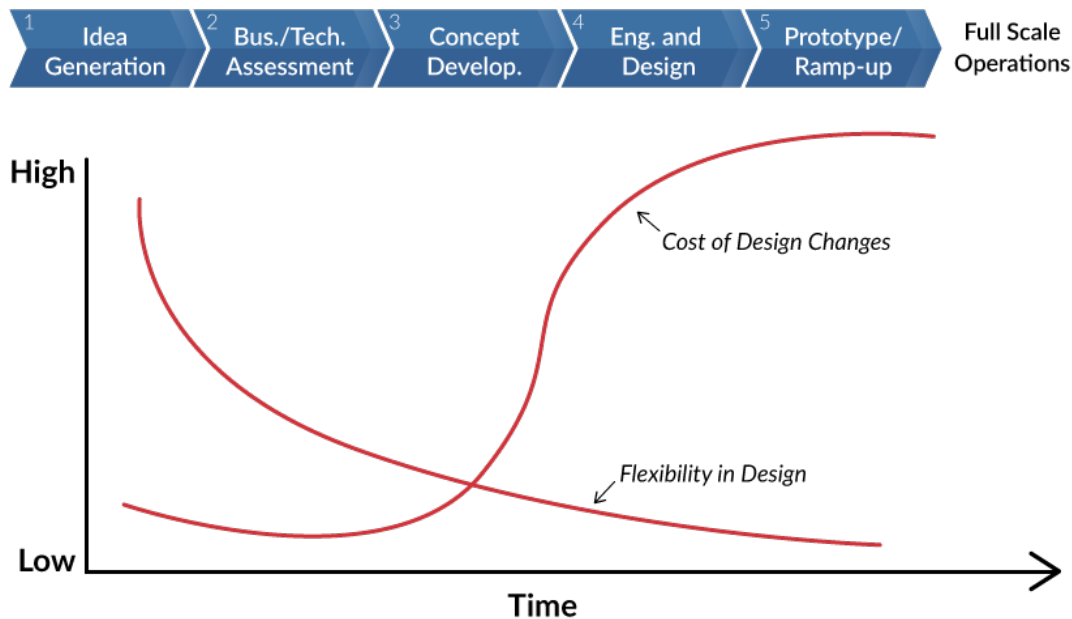 1
Idea
Generation
2
Bus./Tech.
Assessment
3
Concept
Develop.
4
Eng. and
Design
5
Prototype/
Ramp-up
Full Scale
Operations
High
Cost of Design Changes
Flexibility in Design
Low
Time